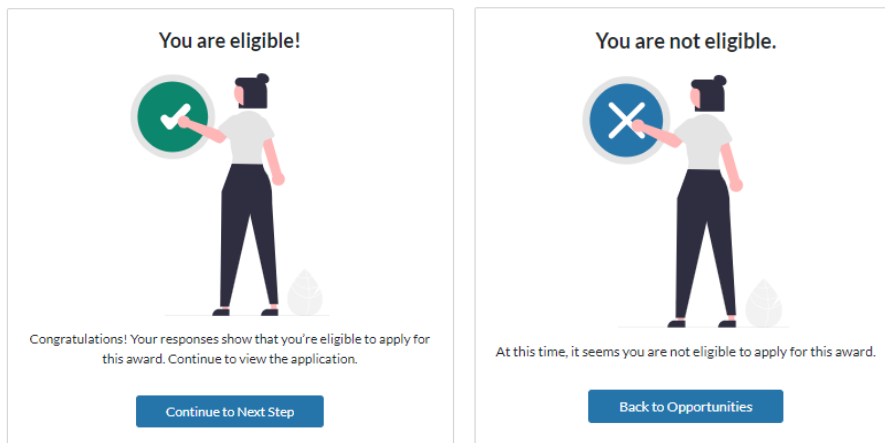 You are eligible!
Congratulations! Your responses show that you're eligible to apply for
this award. Continue to view the application.
Continue to Next Step
You are not eligible.
At this time, it seems you are not eligible to apply for this award.
Back to Opportunities